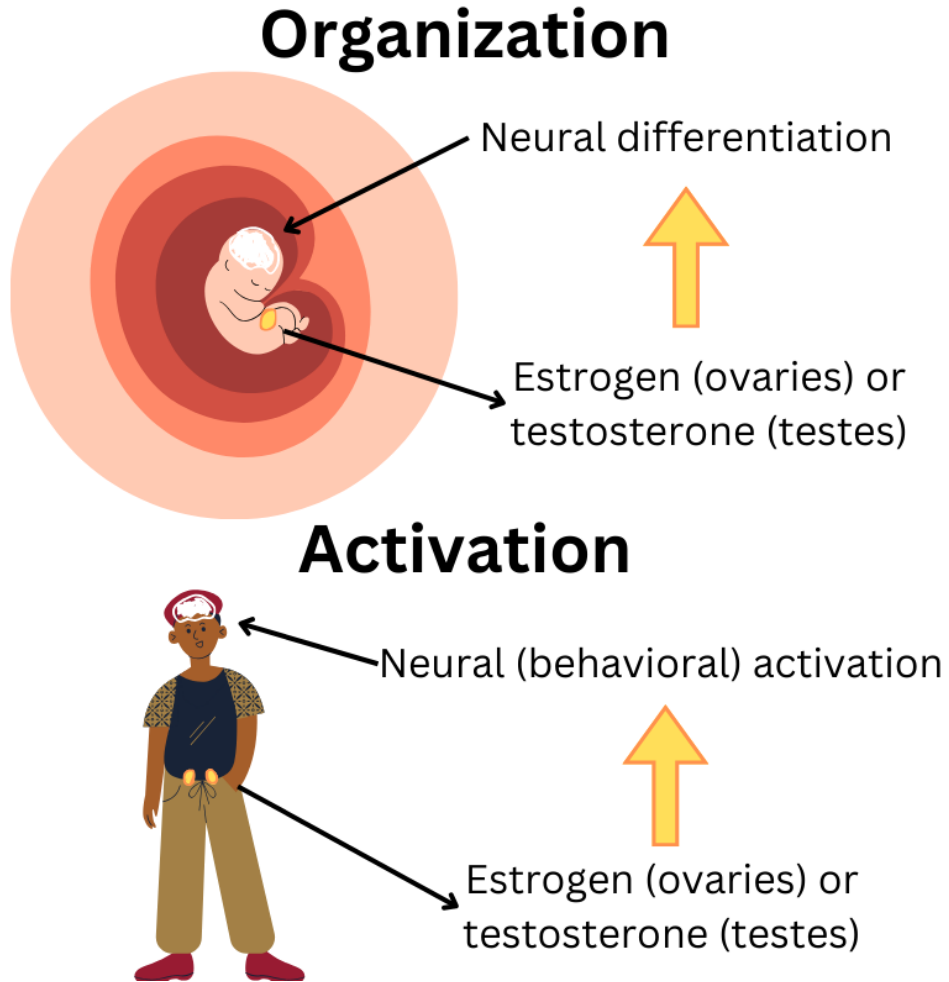 Organization
Neural differentiation
Estrogen (ovaries) or
testosterone (testes)
Activation
Neural (behavioral) activation
Estrogen (ovaries) or
testosterone (testes)